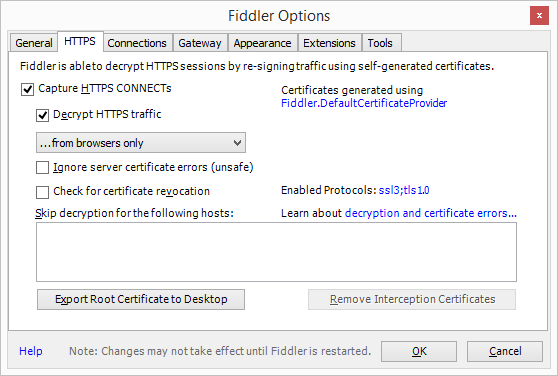 Fiddler Options
x
General HTTPS Connections Gateway Appearance Extensions Tools
Fiddler is able to decrypt HTTPS sessions by re-signing traffic using self-generated certificates.
Capture HTTPS CONNECTs
Certificates generated using
Fiddler.DefaultCertificateProvider
Decrypt HTTPS traffic
...from browsers only
Ignore server certificate errors (unsafe)
Check for certificate revocation
Enabled Protocols: ssl3;tls1.0
Skip decryption for the following hosts:
Learn about decryption and certificate errors...
Export Root Certificate to Desktop
Remove Interception Certificates
Help
Note: Changes may not take effect until Fiddler is restarted.
OK
Cancel